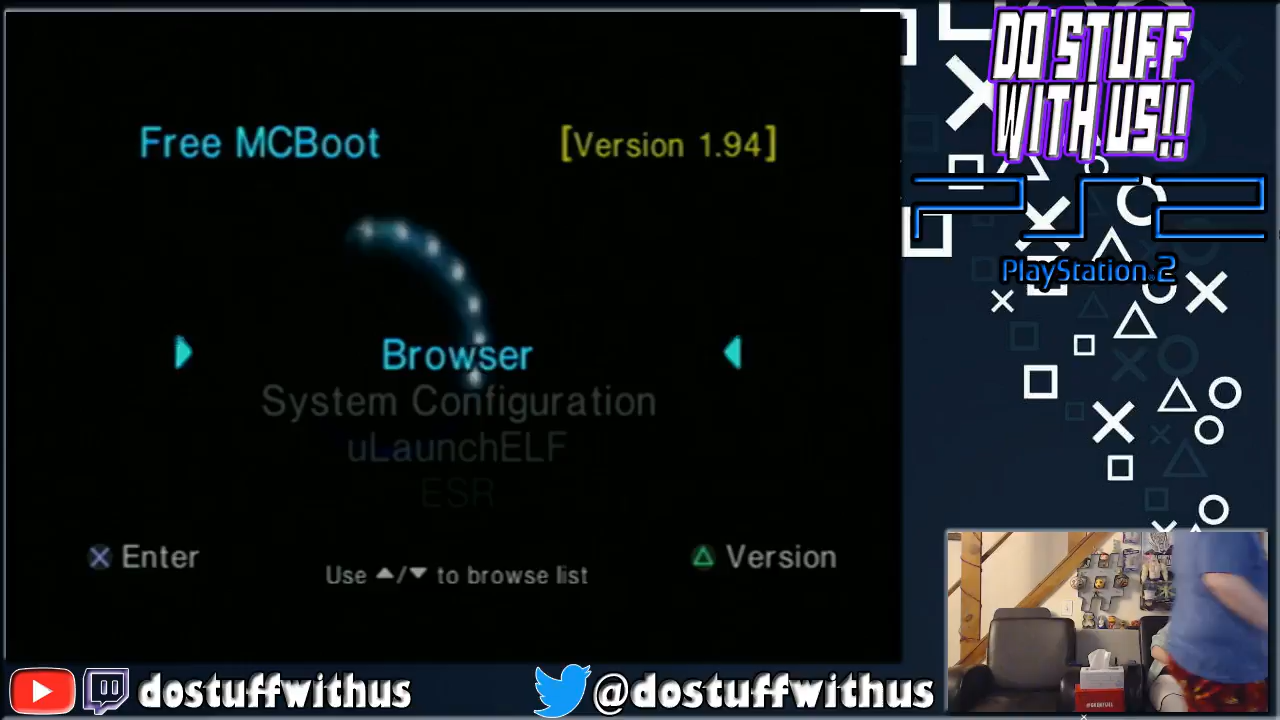 DO STUFF
WITH US!!
Free MCBoot
[Version 1.94]
PlayStation.2
Browser
System Configuration
uLaunchELF
ESR
Enter
Version
Use ▲/▼ to browse list
dostuffwithus
@dostuffwithus